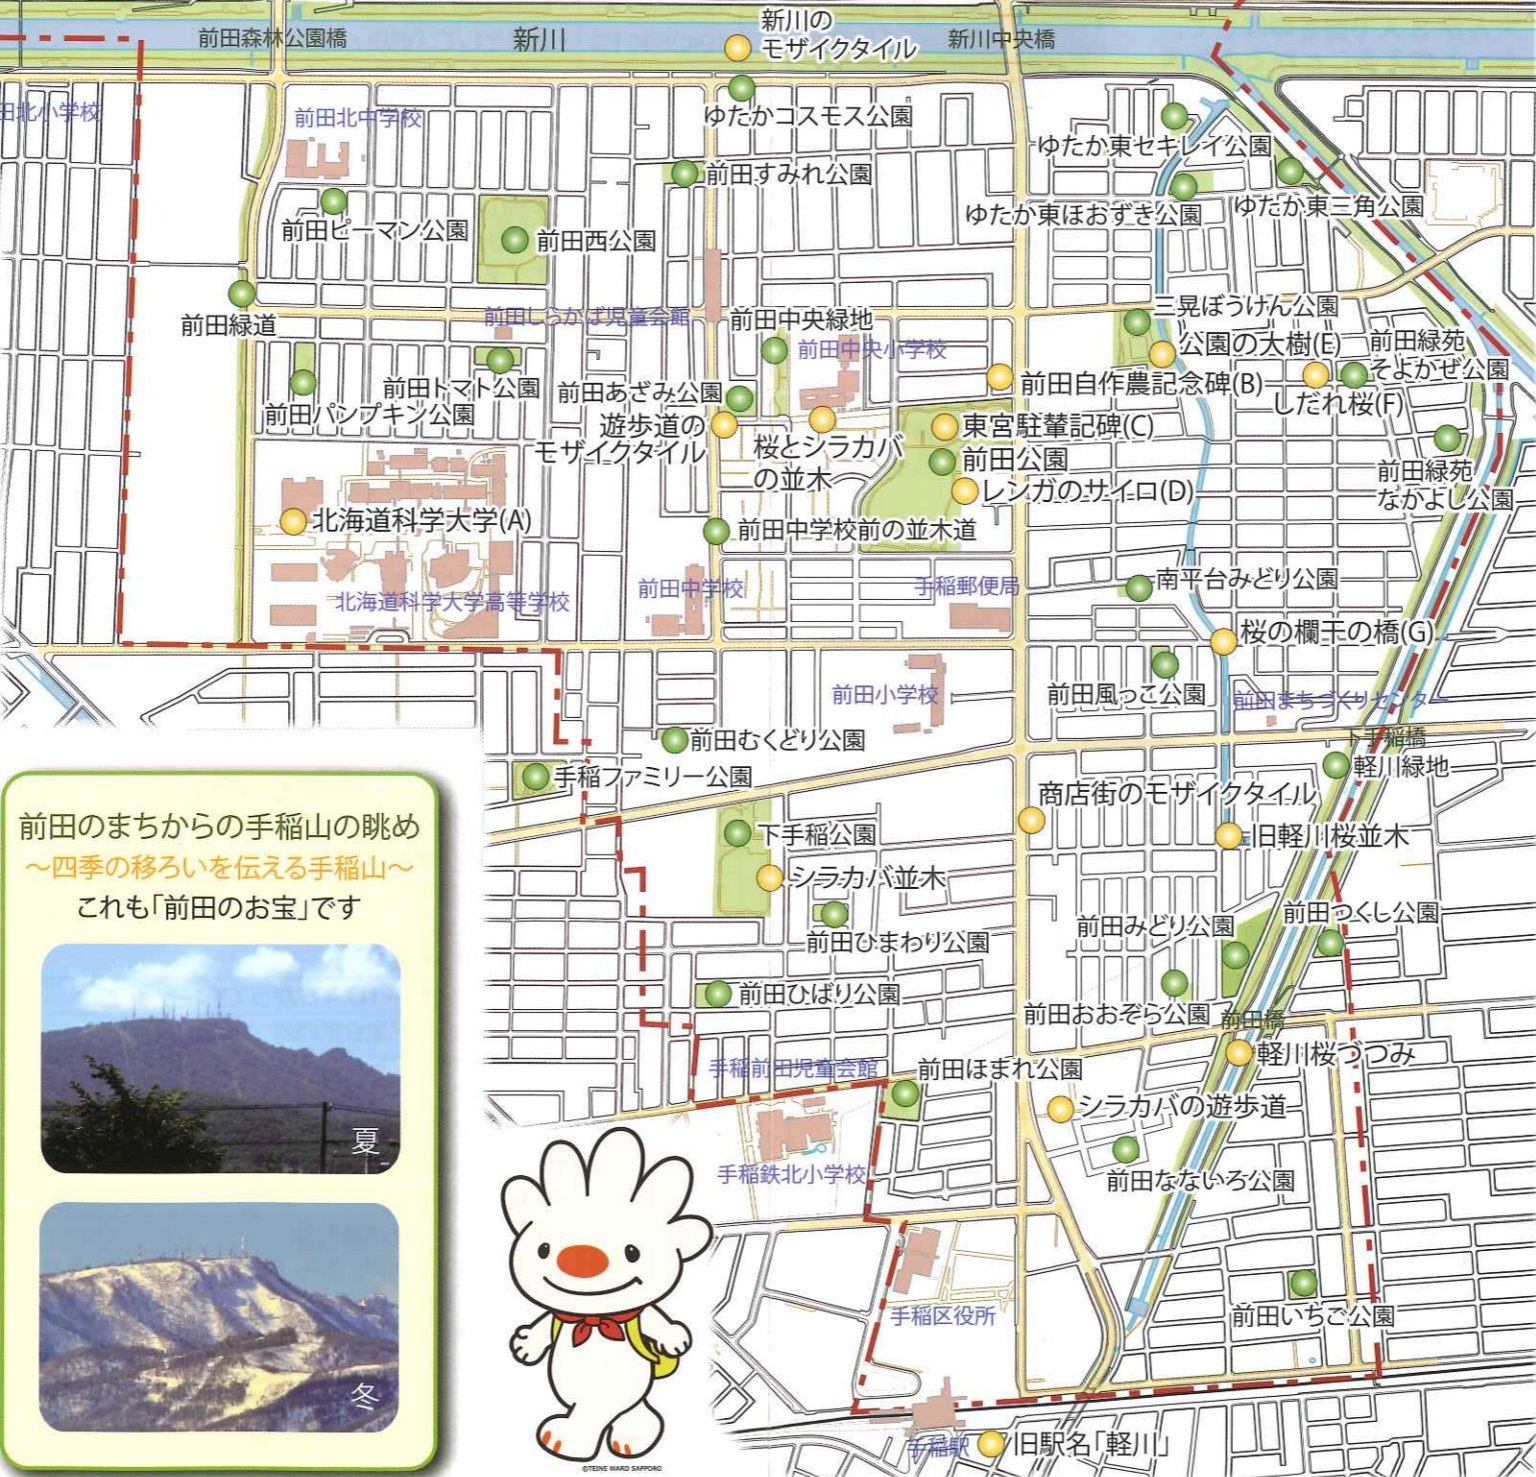 新川の
モザイクタイル
前田森林公園橋
新川
新川中央橋
田北小学校
前田北中学校
ゆたかコスモス公園
ゆたか東セキレイ公園
前田すみれ公園
前田ピーマン公園
前田西公園
ゆたか東ほおずき公園
ゆたか東三角公園
前田緑道
前田しらかば児童会館
前田中央緑地
前田中央小学校
三晃ぼうけん公園
公園の大樹(E)
前田緑苑
そよかぜ公園
しだれ桜(F)
前田トマト公園
前田パンプキン公園
前田あざみ公園
遊歩道の
モザイクタイル
前田自作農記念碑(B)
東宮駐輦記碑(C)
桜とシラカバ
の並木
前田公園
レンガのサイロ(D)
前田緑苑
なかよし公園
北海道科学大学(A)
前田中学校前の並木道
北海道科学大学高等学校
前田中学校
手稲郵便局
南平台みどり公園
桜の欄干の橋(G)
前田小学校
前田風っこ公園
前田まちづくりセンター
前田むくどり公園
下手稲橋
軽川緑地
手稲ファミリー公園
商店街のモザイクタイル
下手稲公園
旧軽川桜並木
シラカバ並木
前田ひまわり公園
前田みどり公園
前田つくし公園
前田ひばり公園
前田おおぞら公園
前田橋
軽川桜づつみ
手稲前田児童会館
前田ほまれ公園
シラカバの遊歩道
手稲鉄北小学校
前田なないろ公園
手稲区役所
前田いちご公園
手稲駅
旧駅名「軽川」
前田のまちからの手稲山の眺め
～四季の移ろいを伝える手稲山～
これも「前田のお宝」です
夏
冬
©TEINE WARD SAPPORO